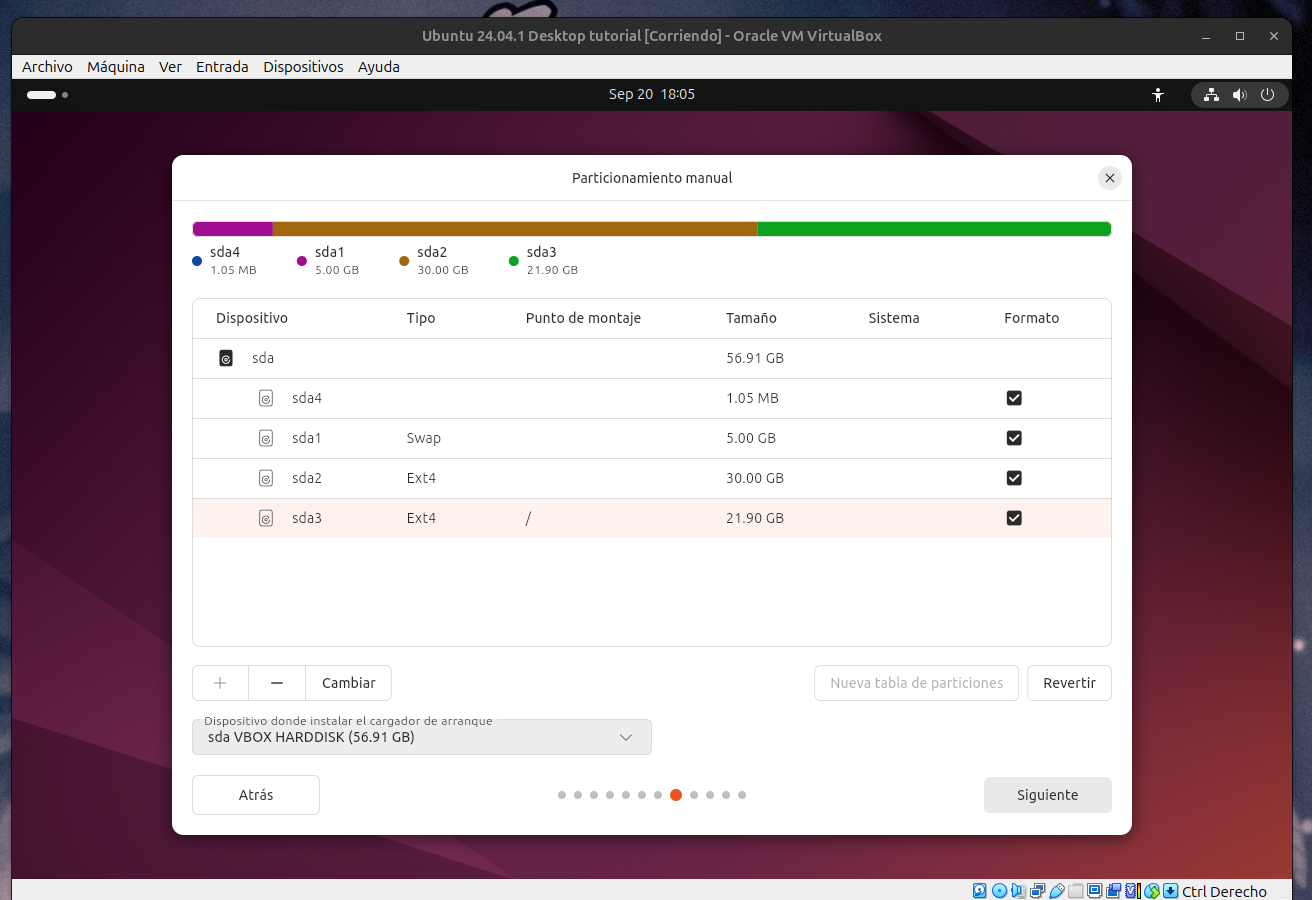 Ubuntu 24.04.1 Desktop tutorial [Corriendo] - Oracle VM VirtualBox
Archivo Máquina Ver Entrada Dispositivos Ayuda
Sep 20 18:05
Particionamiento manual
sda4 sda1 sda2 sda3
1.05 MB 5.00 GB 30.00 GB 21.90 GB
Dispositivo Tipo Punto de montaje Tamaño Sistema Formato
sda 56.91 GB
sda4 1.05 MB
sda1 Swap 5.00 GB
sda2 Ext4 30.00 GB
sda3 Ext4 / 21.90 GB
+ − Cambiar Nueva tabla de particiones Revertir
Dispositivo donde instalar el cargador de arranque
sda VBOX HARDDISK (56.91 GB)
Atrás Siguiente
Ctrl Derecho